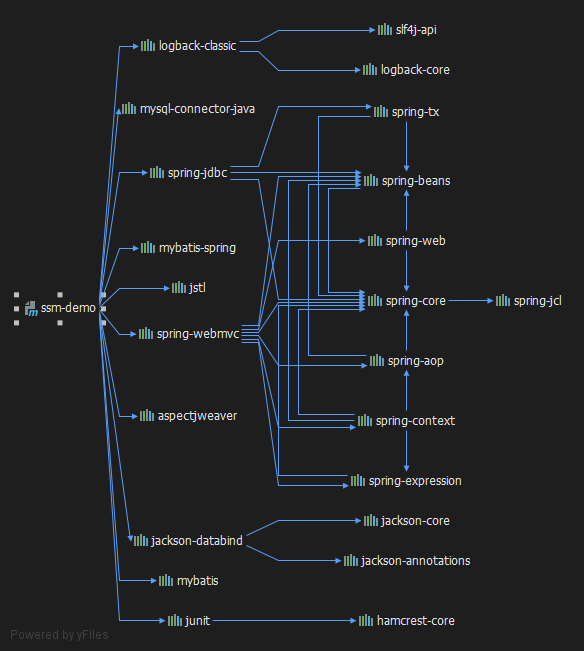 slf4j-api
logback-classic
logback-core
mysql-connector-java
spring-tx
spring-jdbc
spring-beans
mybatis-spring
spring-web
jstl
ssm-demo
spring-core
spring-jcl
spring-webmvc
spring-aop
aspectjweaver
spring-context
spring-expression
jackson-core
jackson-databind
jackson-annotations
mybatis
junit
hamcrest-core
Powered by yFiles